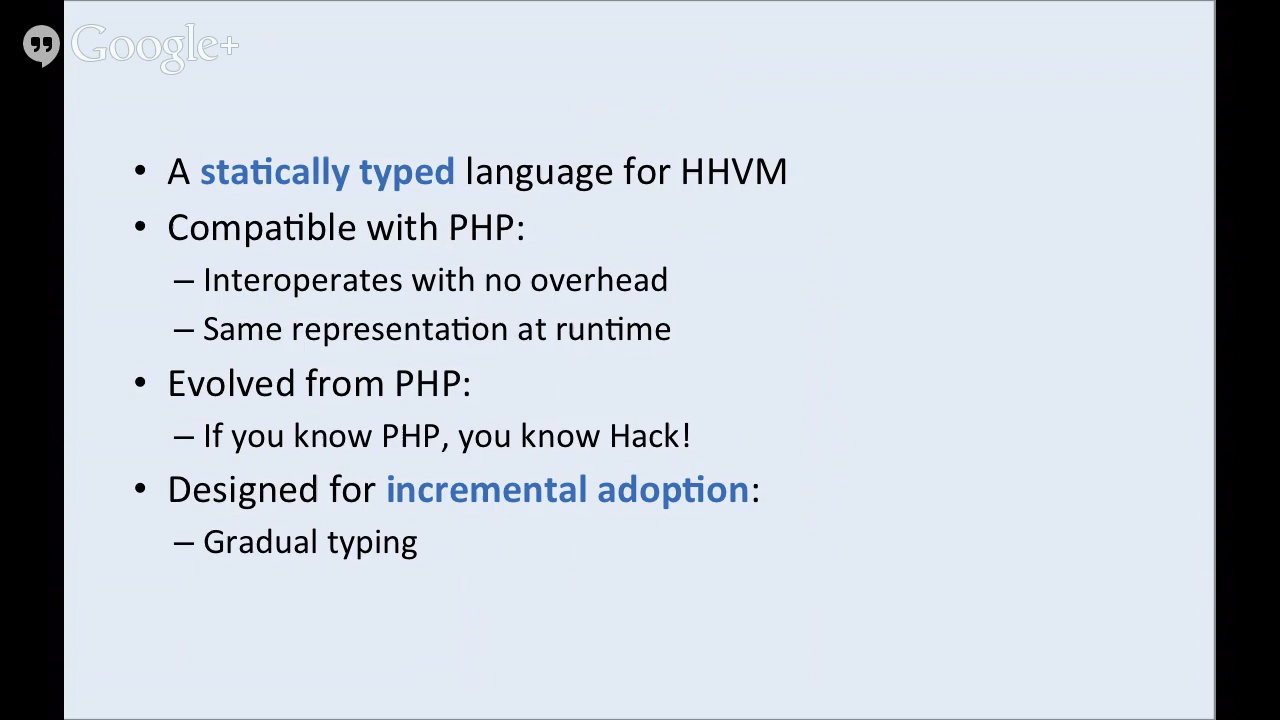 Google+
• A statically typed language for HHVM
• Compatible with PHP:
– Interoperates with no overhead
– Same representation at runtime
• Evolved from PHP:
– If you know PHP, you know Hack!
• Designed for incremental adoption:
– Gradual typing